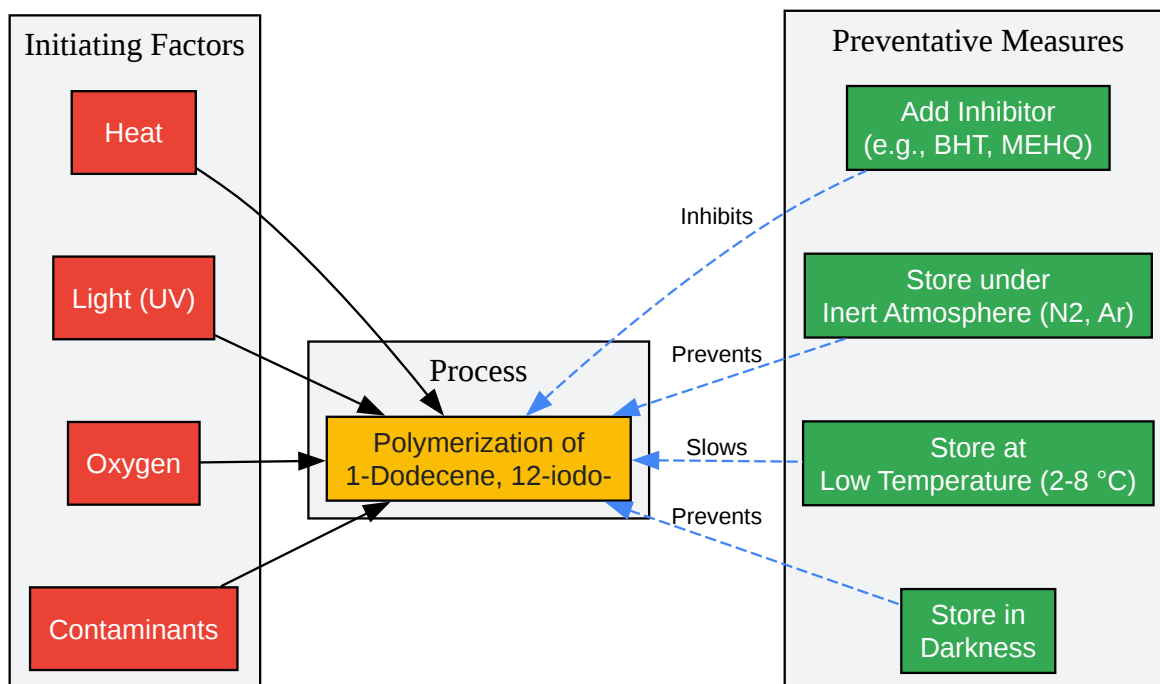 Initiating Factors
Heat
Light (UV)
Oxygen
Contaminants
Process
Polymerization of
1-Dodecene, 12-iodo-
Inhibits
Prevents
Slows
Prevents
Preventative Measures
Add Inhibitor
(e.g., BHT, MEHQ)
Store under
Inert Atmosphere (N2, Ar)
Store at
Low Temperature (2-8 °C)
Store in
Darkness